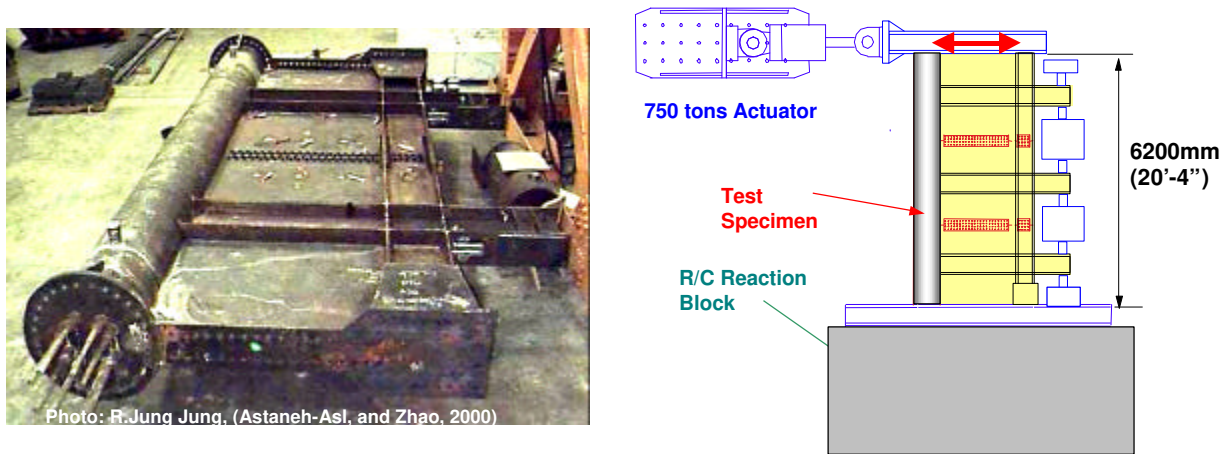 Photo: R.Jung Jung, (Astaneh-Asl, and Zhao, 2000)
750 tons Actuator
Test
Specimen
R/C Reaction
Block
6200mm
(20’-4”)